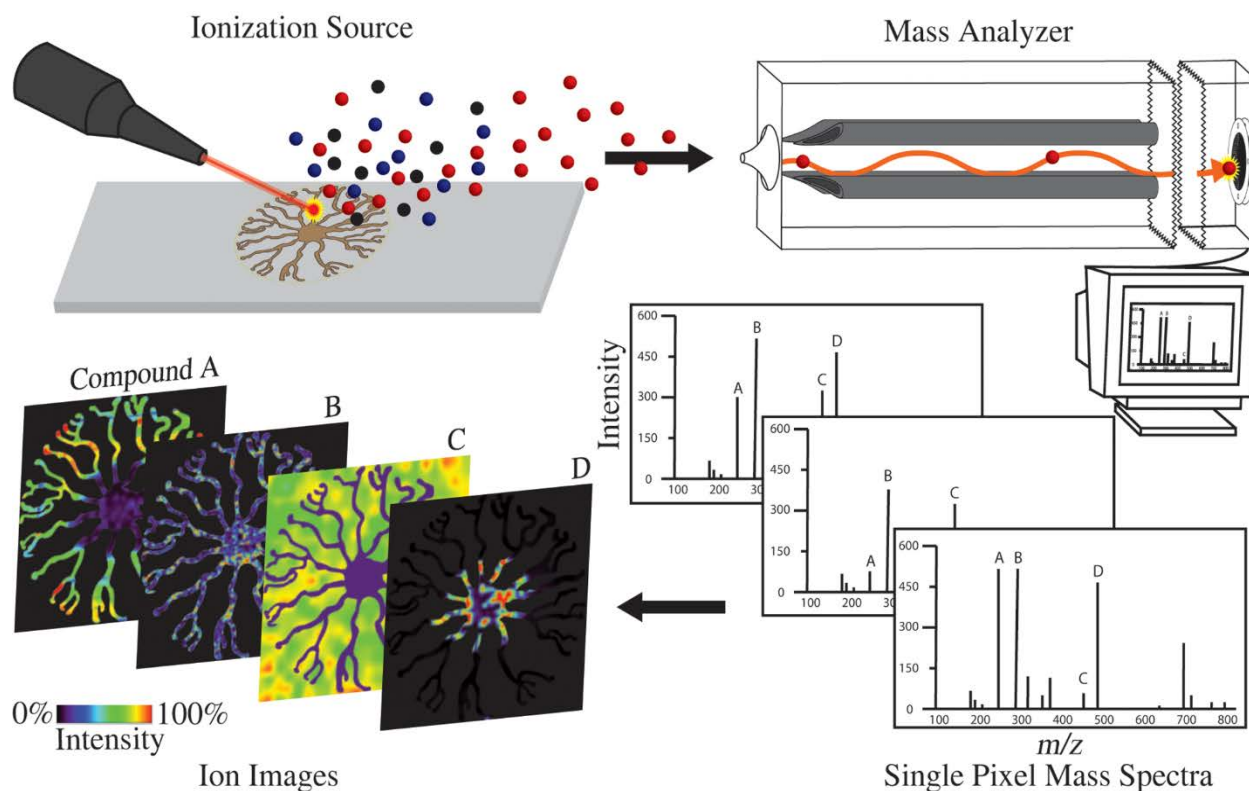 Ionization Source
Mass Analyzer
Compound A
B
C
D
0%
100%
Intensity
Ion Images
Intensity
600
450
300
150
0
A
B
C
D
100
200
600
450
300
150
0
A
B
C
100
200
600
450
300
150
0
A
B
C
D
100
200
300
400
500
600
700
800
m/z
Single Pixel Mass Spectra
A
B
C
D